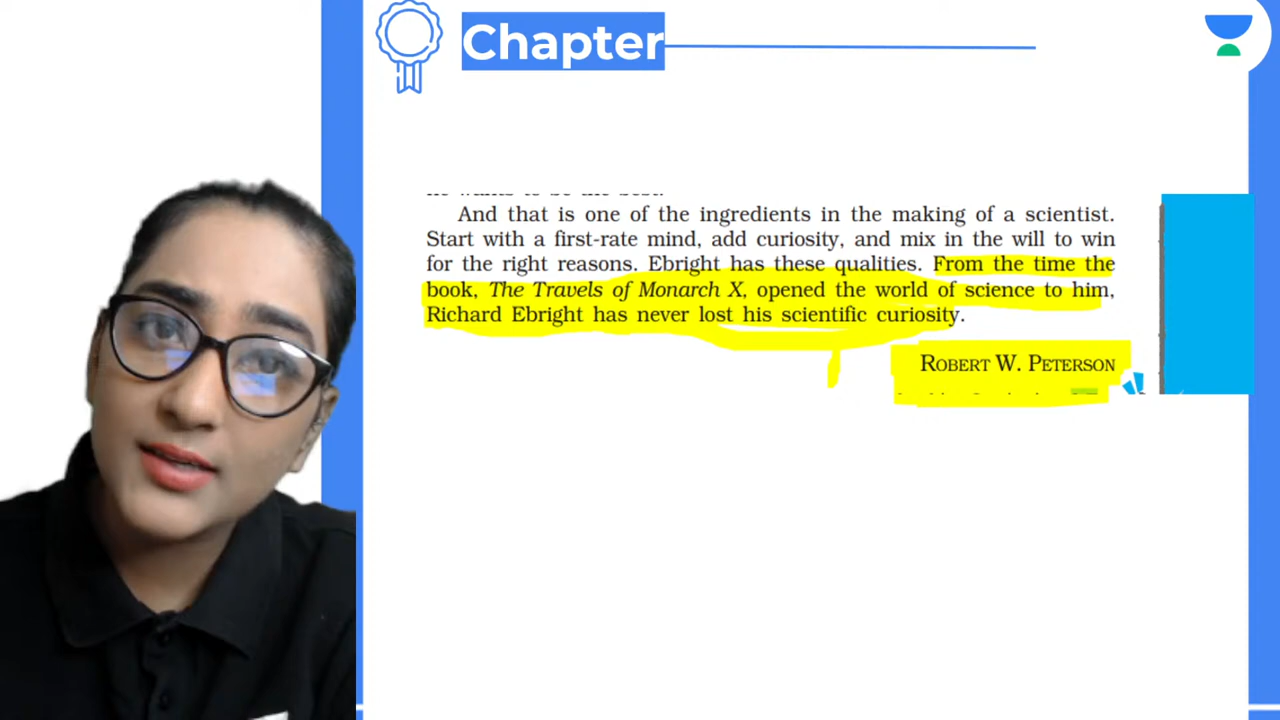 Chapter
And that is one of the ingredients in the making of a scientist.
Start with a first-rate mind, add curiosity, and mix in the will to win
for the right reasons. Ebright has these qualities. From the time the
book, The Travels of Monarch X, opened the world of science to him,
Richard Ebright has never lost his scientific curiosity.
ROBERT W. PETERSON